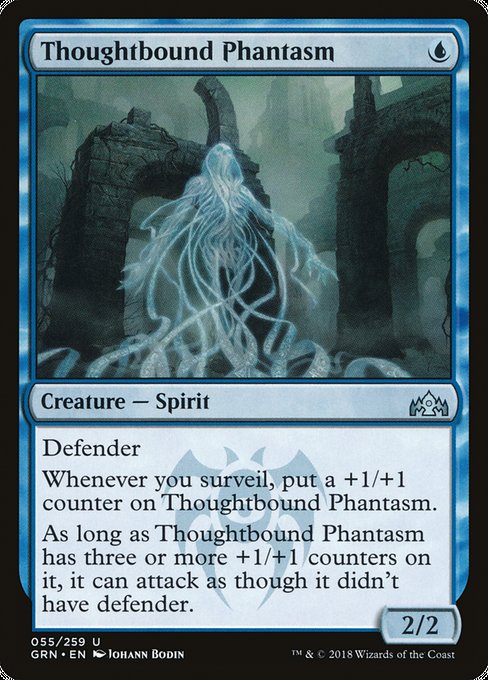 Thoughtbound Phantasm
Creature — Spirit
Defender
Whenever you surveil, put a +1/+1
counter on Thoughtbound Phantasm.
As long as Thoughtbound Phantasm
has three or more +1/+1 counters on
it, it can attack as though it didn't
have defender.
2/2
055/259 U
GRN • EN Johann Bodin
™ & © 2018 Wizards of the Coast